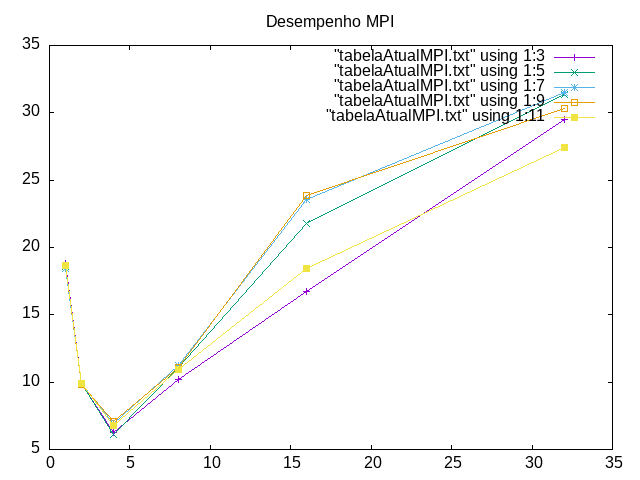 Desempenho MPI
35
30
25
20
15
10
5
"tabelaAtualMPI.txt" using 1:3
"tabelaAtualMPI.txt" using 1:5
"tabelaAtualMPI.txt" using 1:7
"tabelaAtualMPI.txt" using 1:9
"tabelaAtualMPI.txt" using 1:11
0 5 10 15 20 25 30 35